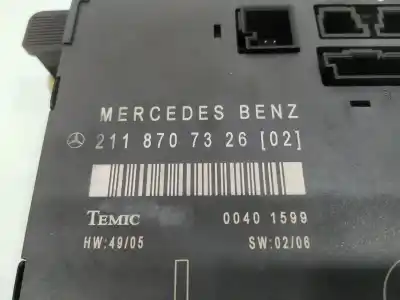 MERCEDES BENZ
211 870 73 26 [02]
TEMIC 0040 1599
HW:49/05 SW:02/06